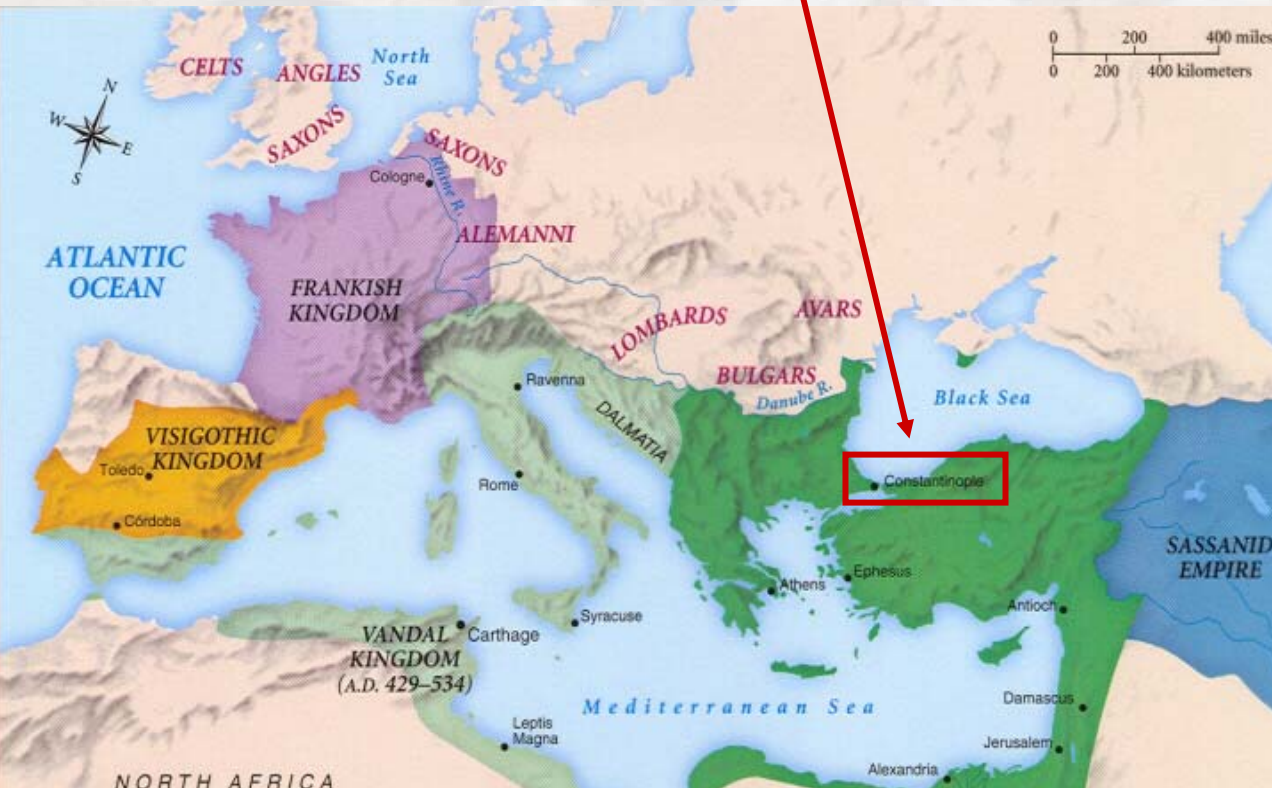 0 200 400 miles
0 200 400 kilometers
N
W
E
S
CELTS
ANGLES
North
Sea
SAXONS
SAXONS
Cologne
Rhine R.
ALEMANNI
ATLANTIC
OCEAN
FRANKISH
KINGDOM
LOMBARDS
AVARS
BULGARS
Danube R.
Black Sea
Ravenna
DALMATIA
VISIGOTHIC
KINGDOM
Toledo
Rome
Constantinople
Córdoba
SASSANID
EMPIRE
Athens
Ephesus
Antioch
Syracuse
VANDAL
KINGDOM
(A.D. 429–534)
Carthage
Mediterranean Sea
Damascus
Leptis
Magna
Jerusalem
Alexandria
NORTH AFRICA